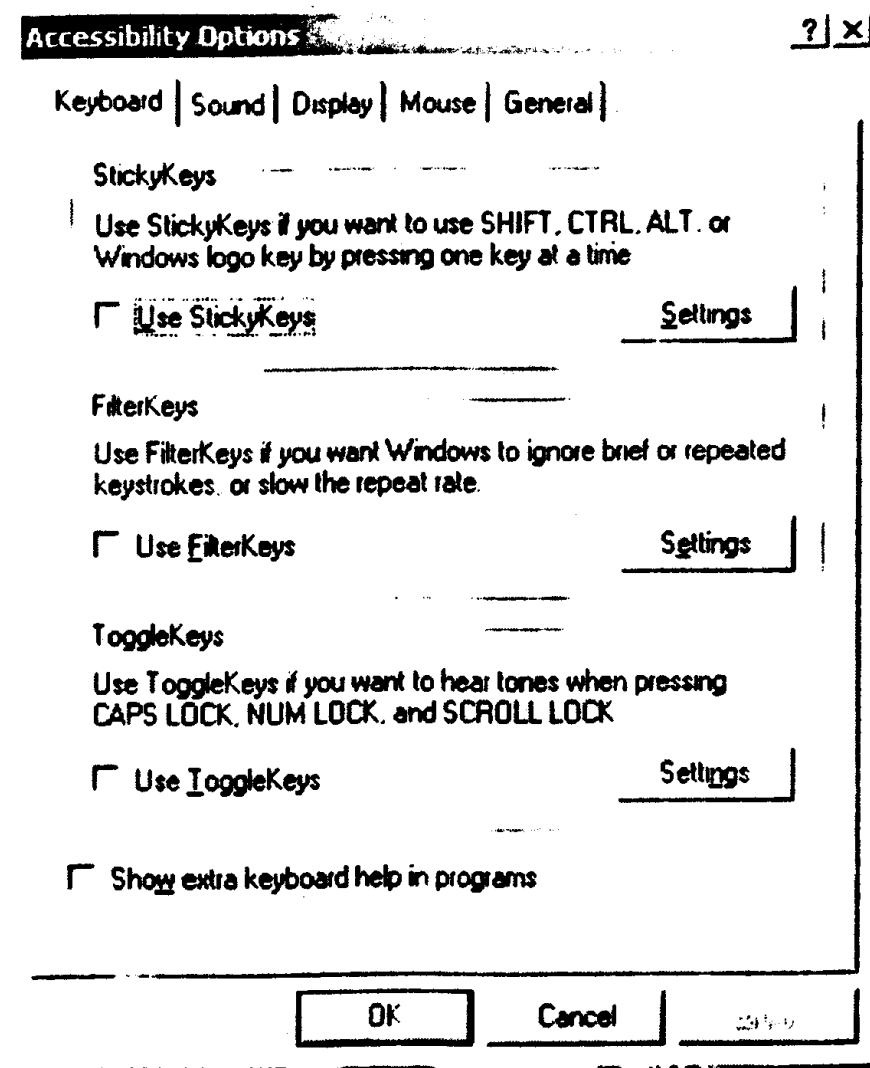 Accessibility Options ? ×
Keyboard Sound Display Mouse General
StickyKeys
Use StickyKeys if you want to use SHIFT, CTRL, ALT, or
Windows logo key by pressing one key at a time
Use StickyKeys Settings
FilterKeys
Use FilterKeys if you want Windows to ignore brief or repeated
keystrokes, or slow the repeat rate.
Use FilterKeys Settings
ToggleKeys
Use ToggleKeys if you want to hear tones when pressing
CAPS LOCK, NUM LOCK, and SCROLL LOCK
Use ToggleKeys Settings
Show extra keyboard help in programs
OK Cancel